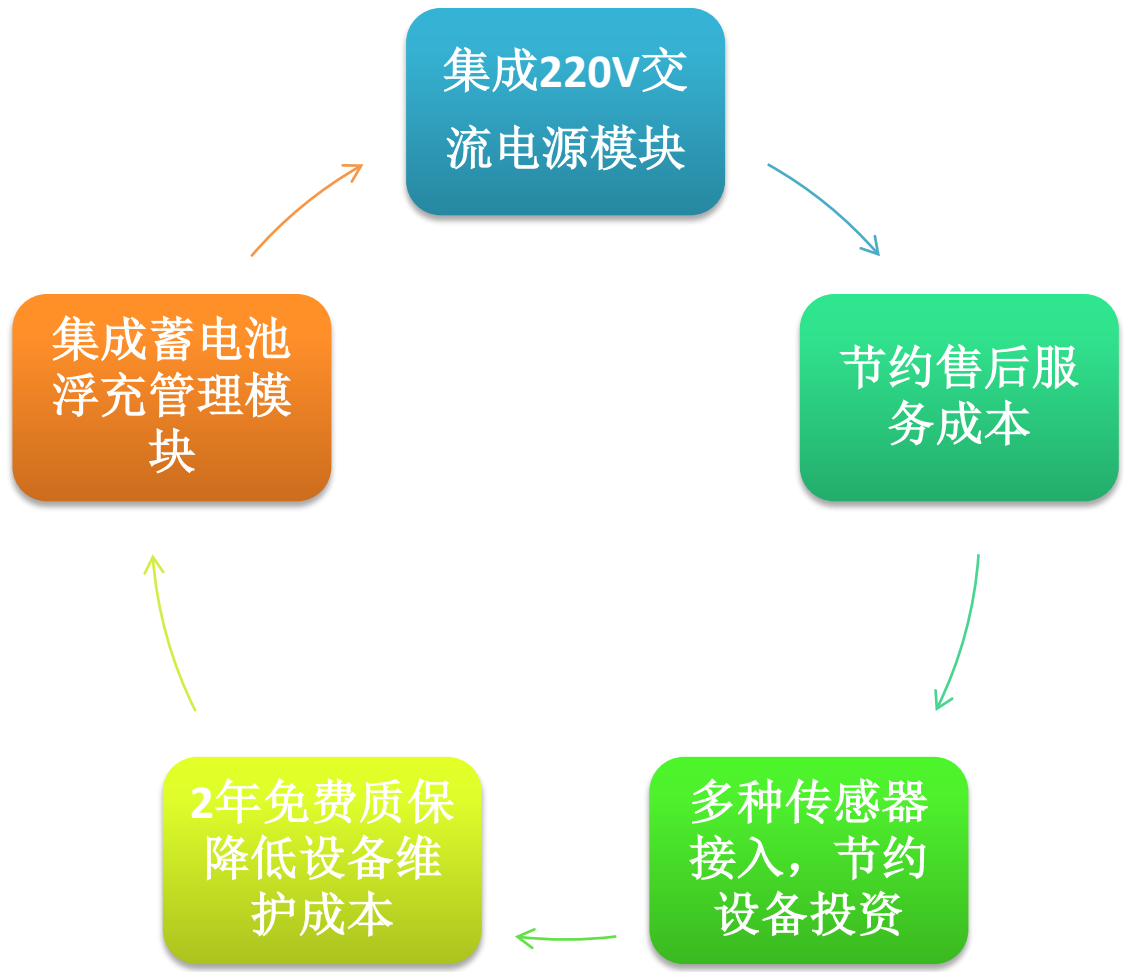 集成220V交
流电源模块
节约售后服
务成本
多种传感器
接入，节约
设备投资
2年免费质保
降低设备维
护成本
集成蓄电池
浮充管理模
块